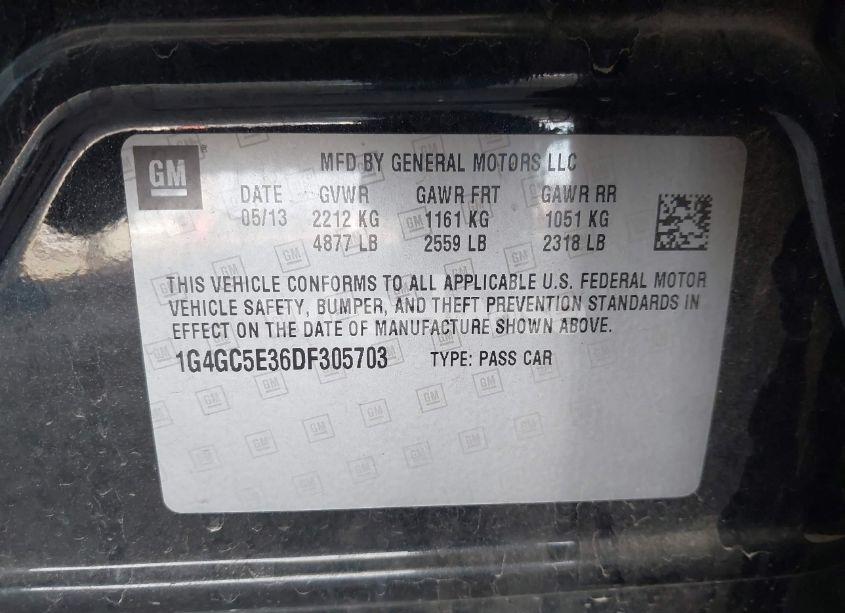 GM
MFD BY GENERAL MOTORS LLC
DATE GVWR GAWR FRT GAWR RR
05/13 2212 KG 1161 KG 1051 KG
4877 LB 2559 LB 2318 LB
THIS VEHICLE CONFORMS TO ALL APPLICABLE U.S. FEDERAL MOTOR
VEHICLE SAFETY, BUMPER, AND THEFT PREVENTION STANDARDS IN
EFFECT ON THE DATE OF MANUFACTURE SHOWN ABOVE.
1G4GC5E36DF305703 TYPE: PASS CAR